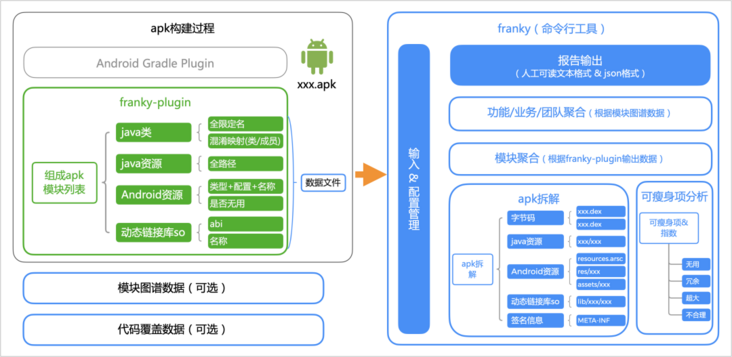 apk构建过程
Android Gradle Plugin
xxx.apk
franky-plugin
组成apk
模块列表
java类
全限定名
混淆映射(类/成员)
java资源
全路径
Android资源
类型+配置+名称
是否无用
动态链接库so
abi
名称
数据文件
模块图谱数据（可选）
代码覆盖数据（可选）
franky（命令行工具）
输入&配置管理
报告输出
（人工可读文本格式 & json格式）
功能/业务/团队聚合（根据模块图谱数据）
模块聚合（根据franky-plugin输出数据）
apk拆解
apk拆
解
字节码
xxx.dex
xxx.dex
java资源
xxx/xxx
Android资源
resources.arsc
res/xxx
assets/xxx
动态链接库so
lib/xxx/xxx
签名信息
META-INF
可瘦身项分析
可瘦身项&
指数
无用
冗余
超大
不合理